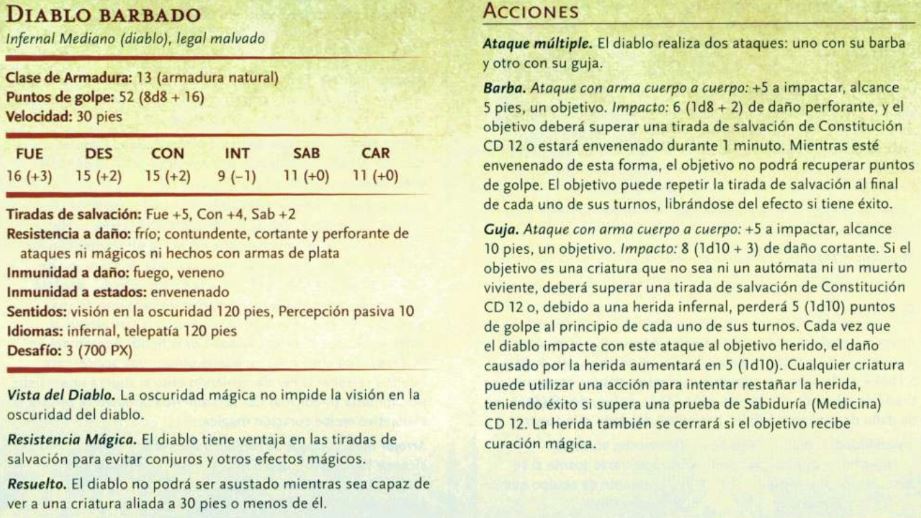 DIABLO BARBADO
Infernal Mediano (diablo), legal malvado
Clase de Armadura: 13 (armadura natural)
Puntos de golpe: 52 (8d8 + 16)
Velocidad: 30 pies
FUE DES CON INT SAB CAR
16 (+3) 15 (+2) 15 (+2) 9 (−1) 11 (+0) 11 (+0)
Tiradas de salvación: Fue +5, Con +4, Sab +2
Resistencia a daño: frío; contundente, cortante y perforante de
ataques ni mágicos ni hechos con armas de plata
Inmunidad a daño: fuego, veneno
Inmunidad a estados: envenenado
Sentidos: visión en la oscuridad 120 pies, Percepción pasiva 10
Idiomas: infernal, telepatía 120 pies
Desafío: 3 (700 PX)
Vista del Diablo. La oscuridad mágica no impide la visión en la
oscuridad del diablo.
Resistencia Mágica. El diablo tiene ventaja en las tiradas de
salvación para evitar conjuros y otros efectos mágicos.
Resuelto. El diablo no podrá ser asustado mientras sea capaz de
ver a una criatura aliada a 30 pies o menos de él.
ACCIONES
Ataque múltiple. El diablo realiza dos ataques: uno con su barba
y otro con su guja.
Barba. Ataque con arma cuerpo a cuerpo: +5 a impactar, alcance
5 pies, un objetivo. Impacto: 6 (1d8 + 2) de daño perforante, y el
objetivo deberá superar una tirada de salvación de Constitución
CD 12 o estará envenenado durante 1 minuto. Mientras esté
envenenado de esta forma, el objetivo no podrá recuperar puntos
de golpe. El objetivo puede repetir la tirada de salvación al final
de cada uno de sus turnos, librándose del efecto si tiene éxito.
Guja. Ataque con arma cuerpo a cuerpo: +5 a impactar, alcance
10 pies, un objetivo. Impacto: 8 (1d10 + 3) de daño cortante. Si el
objetivo es una criatura que no sea ni un autómata ni un muerto
viviente, deberá superar una tirada de salvación de Constitución
CD 12 o, debido a una herida infernal, perderá 5 (1d10) puntos
de golpe al principio de cada uno de sus turnos. Cada vez que
el diablo impacte con este ataque al objetivo herido, el daño
causado por la herida aumentará en 5 (1d10). Cualquier criatura
puede utilizar una acción para intentar restañar la herida,
teniendo éxito si supera una prueba de Sabiduría (Medicina)
CD 12. La herida también se cerrará si el objetivo recibe
curación mágica.